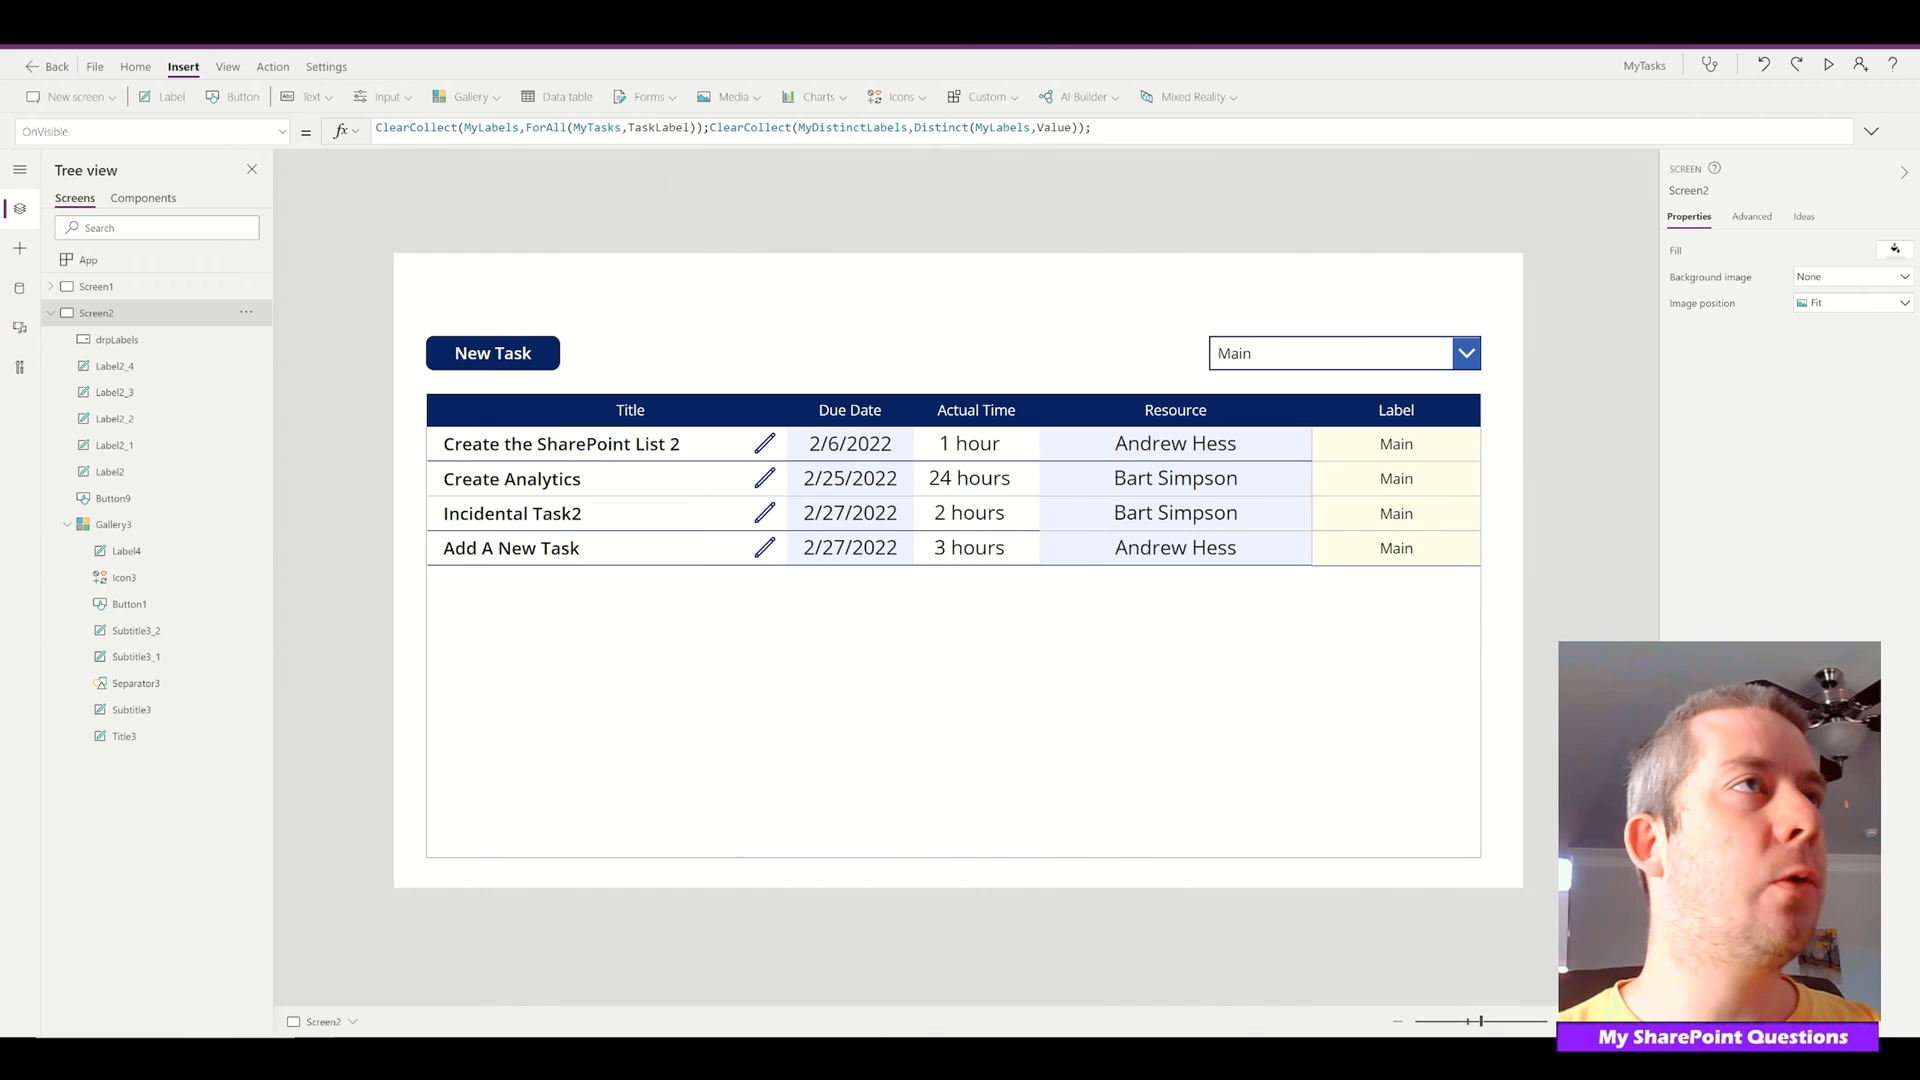 Back File Home Insert View Action Settings MyTasks
New screen Label Button Text Input Gallery Data table Forms Media Charts Icons Custom AI Builder Mixed Reality
OnVisible = fx ClearCollect(MyLabels,ForAll(MyTasks,TaskLabel));ClearCollect(MyDistinctLabels,Distinct(MyLabels,Value));
Tree view
Screens Components
Search
App
Screen1
Screen2 ...
drpLabels
Label2_4
Label2_3
Label2_2
Label2_1
Label2
Button9
Gallery3
Label4
Icon3
Button1
Subtitle3_2
Subtitle3_1
Separator3
Subtitle3
Title3
New Task Main
Title Due Date Actual Time Resource Label
Create the SharePoint List 2 2/6/2022 1 hour Andrew Hess Main
Create Analytics 2/25/2022 24 hours Bart Simpson Main
Incidental Task2 2/27/2022 2 hours Bart Simpson Main
Add A New Task 2/27/2022 3 hours Andrew Hess Main
Screen2
SCREEN
Screen2
Properties Advanced Ideas
Fill
Background image None
Image position Fit
My SharePoint Questions